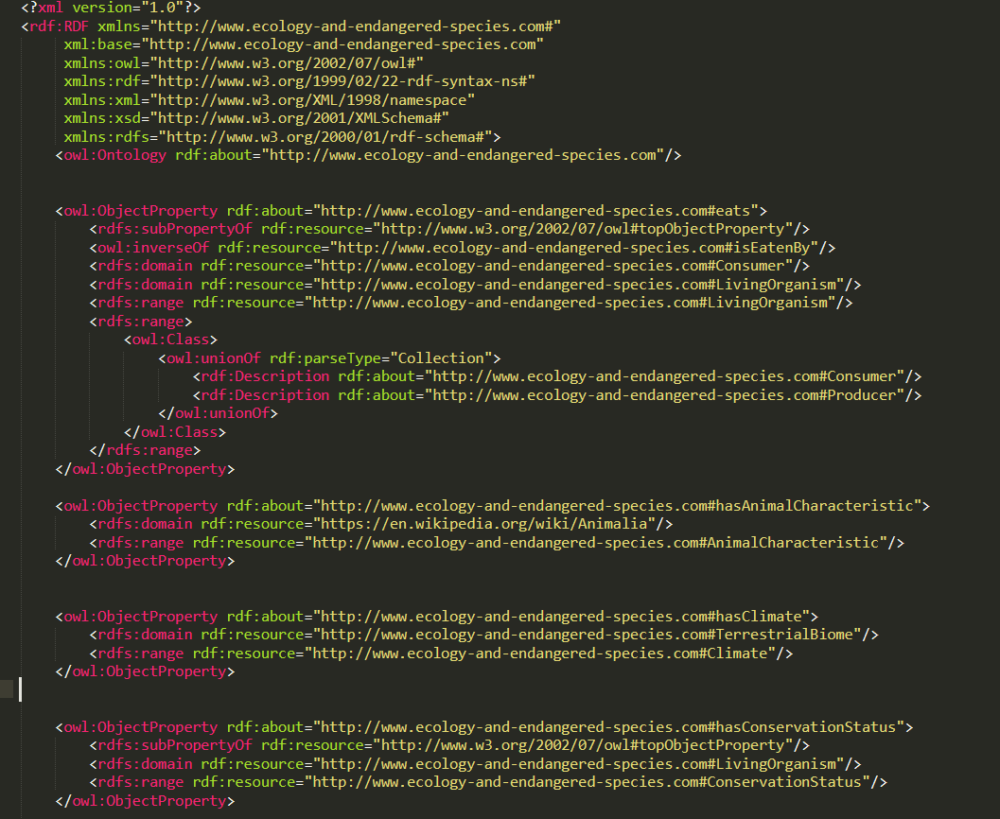 <?xml version="1.0"?>
<rdf:RDF xmlns="http://www.ecology-and-endangered-species.com#"
     xml:base="http://www.ecology-and-endangered-species.com"
     xmlns:owl="http://www.w3.org/2002/07/owl#"
     xmlns:rdf="http://www.w3.org/1999/02/22-rdf-syntax-ns#"
     xmlns:xml="http://www.w3.org/XML/1998/namespace"
     xmlns:xsd="http://www.w3.org/2001/XMLSchema#"
     xmlns:rdfs="http://www.w3.org/2000/01/rdf-schema#">
    <owl:Ontology rdf:about="http://www.ecology-and-endangered-species.com"/>

    <owl:ObjectProperty rdf:about="http://www.ecology-and-endangered-species.com#eats">
        <rdfs:subPropertyOf rdf:resource="http://www.w3.org/2002/07/owl#topObjectProperty"/>
        <owl:inverseOf rdf:resource="http://www.ecology-and-endangered-species.com#isEatenBy"/>
        <rdfs:domain rdf:resource="http://www.ecology-and-endangered-species.com#Consumer"/>
        <rdfs:domain rdf:resource="http://www.ecology-and-endangered-species.com#LivingOrganism"/>
        <rdfs:range rdf:resource="http://www.ecology-and-endangered-species.com#LivingOrganism"/>
        <rdfs:range>
            <owl:Class>
                <owl:unionOf rdf:parseType="Collection">
                    <rdf:Description rdf:about="http://www.ecology-and-endangered-species.com#Consumer"/>
                    <rdf:Description rdf:about="http://www.ecology-and-endangered-species.com#Producer"/>
                </owl:unionOf>
            </owl:Class>
        </rdfs:range>
    </owl:ObjectProperty>

    <owl:ObjectProperty rdf:about="http://www.ecology-and-endangered-species.com#hasAnimalCharacteristic">
        <rdfs:domain rdf:resource="https://en.wikipedia.org/wiki/Animalia"/>
        <rdfs:range rdf:resource="http://www.ecology-and-endangered-species.com#AnimalCharacteristic"/>
    </owl:ObjectProperty>

    <owl:ObjectProperty rdf:about="http://www.ecology-and-endangered-species.com#hasClimate">
        <rdfs:domain rdf:resource="http://www.ecology-and-endangered-species.com#TerrestrialBiome"/>
        <rdfs:range rdf:resource="http://www.ecology-and-endangered-species.com#Climate"/>
    </owl:ObjectProperty>

    <owl:ObjectProperty rdf:about="http://www.ecology-and-endangered-species.com#hasConservationStatus">
        <rdfs:subPropertyOf rdf:resource="http://www.w3.org/2002/07/owl#topObjectProperty"/>
        <rdfs:domain rdf:resource="http://www.ecology-and-endangered-species.com#LivingOrganism"/>
        <rdfs:range rdf:resource="http://www.ecology-and-endangered-species.com#ConservationStatus"/>
    </owl:ObjectProperty>